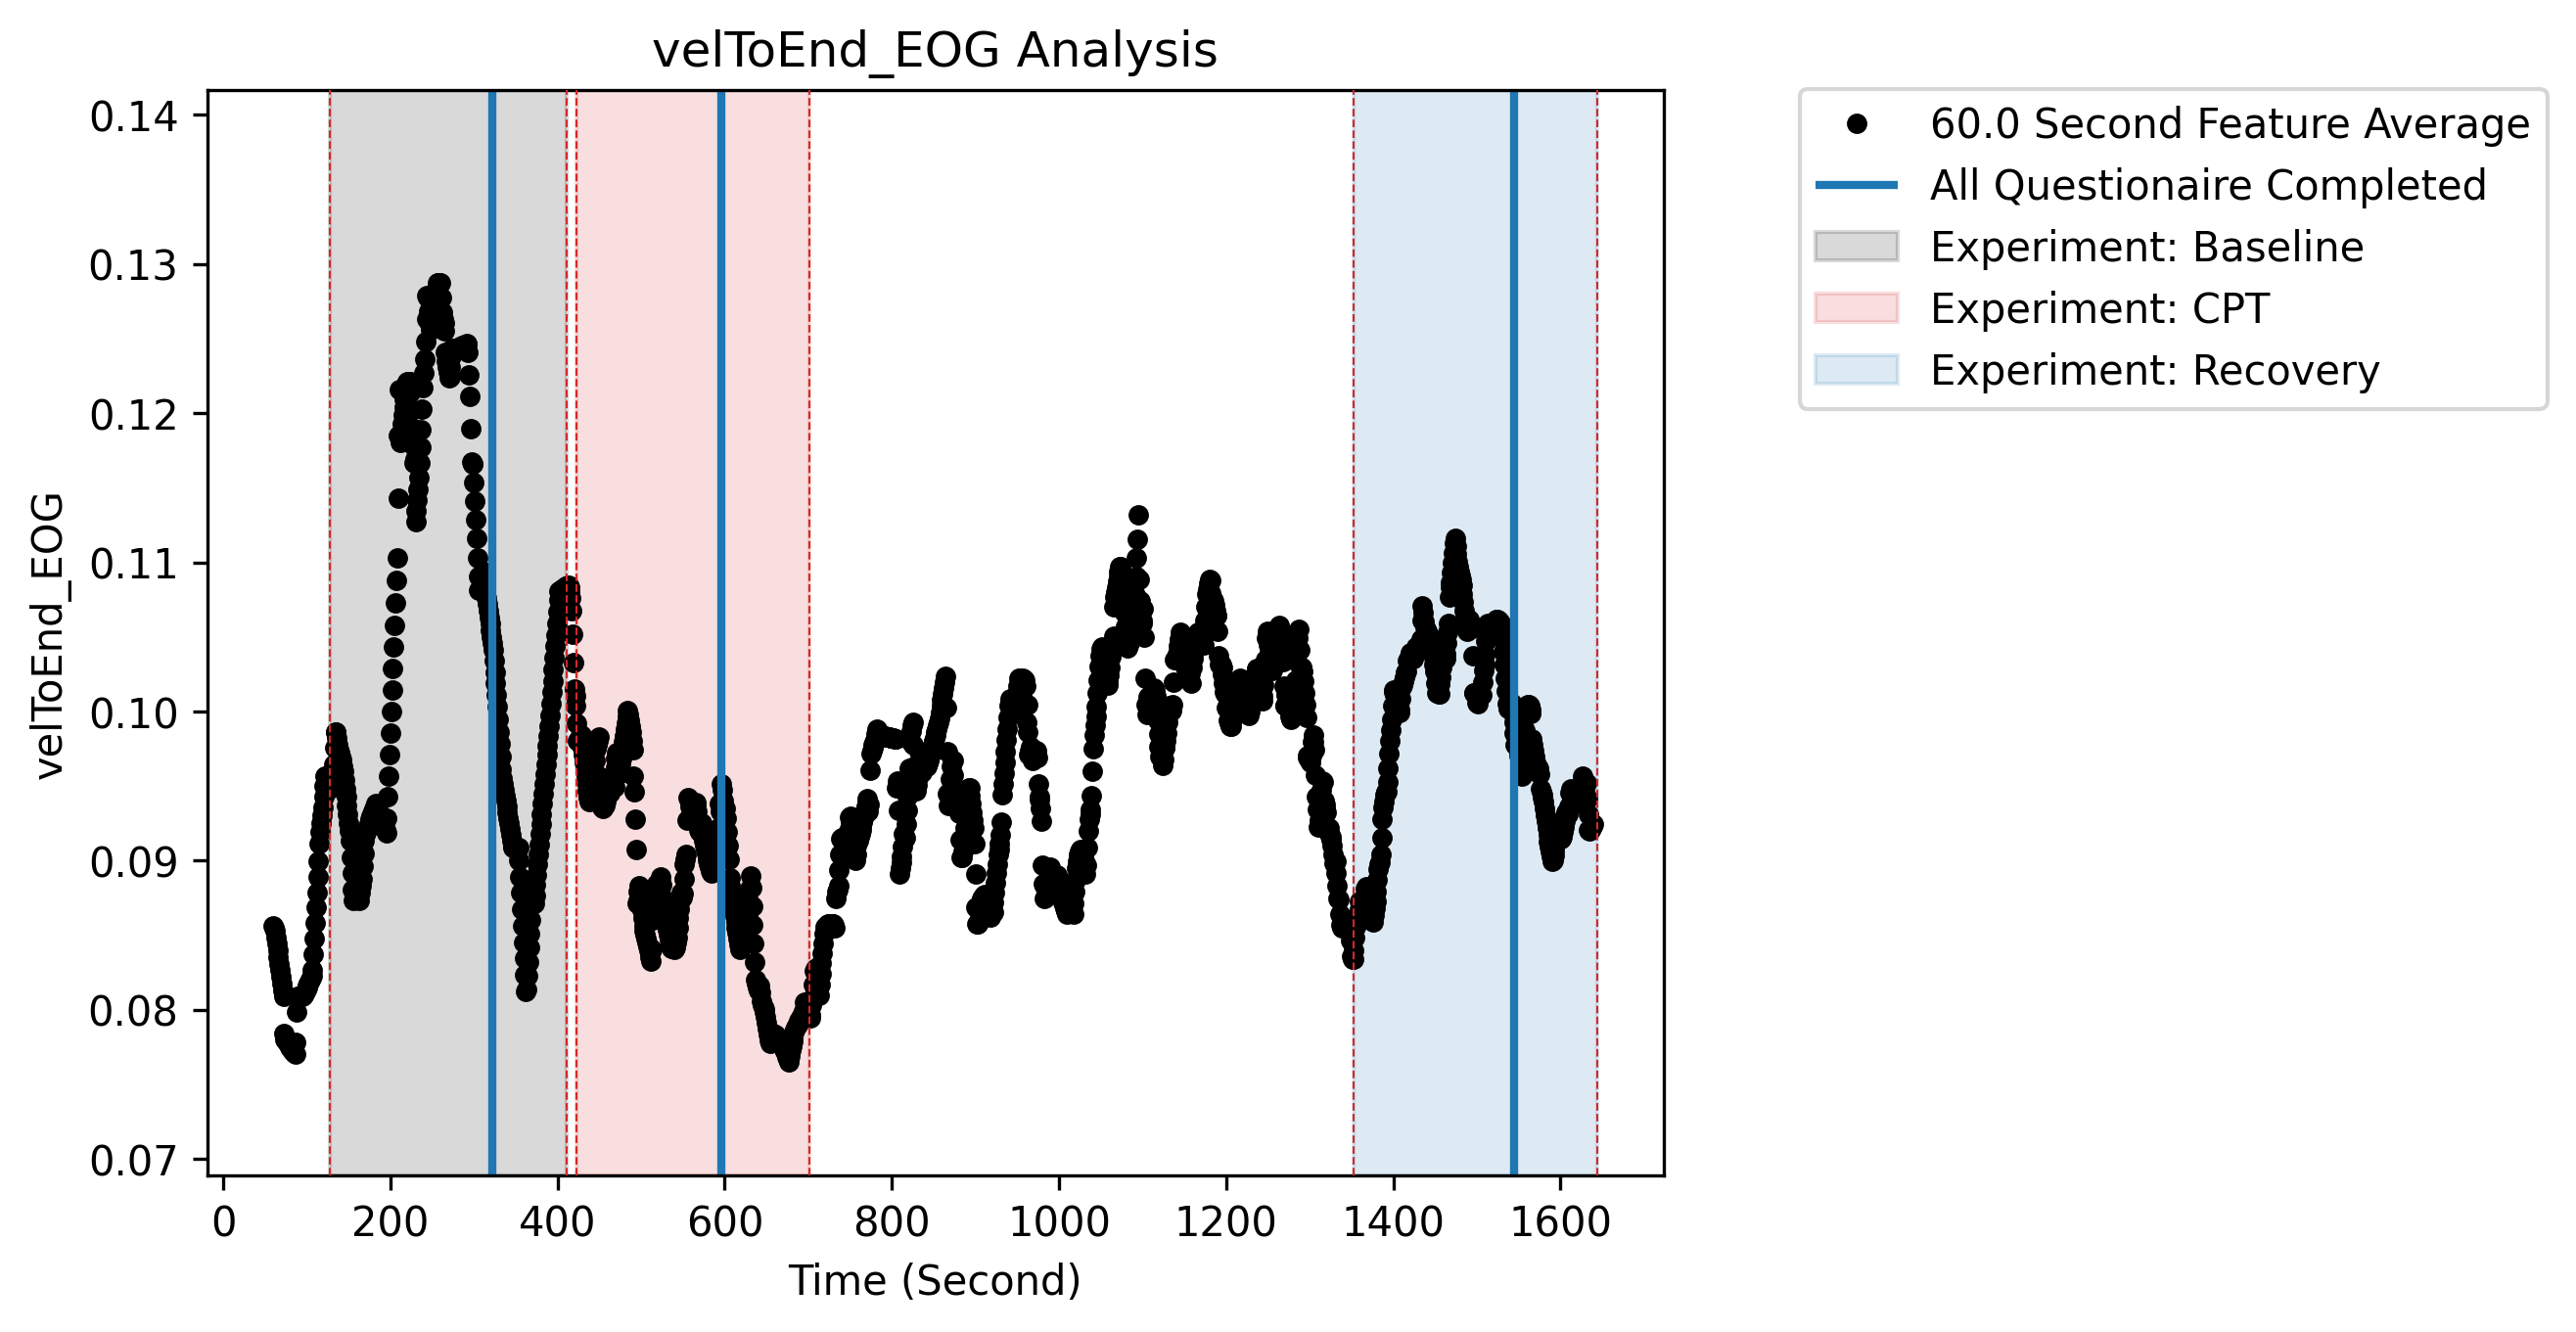 velToEnd_EOG Analysis
0.14
0.13
0.12
0.11
0.10
0.09
0.08
0.07
velToEnd_EOG
0 200 400 600 800 1000 1200 1400 1600
Time (Second)
60.0 Second Feature Average
All Questionaire Completed
Experiment: Baseline
Experiment: CPT
Experiment: Recovery